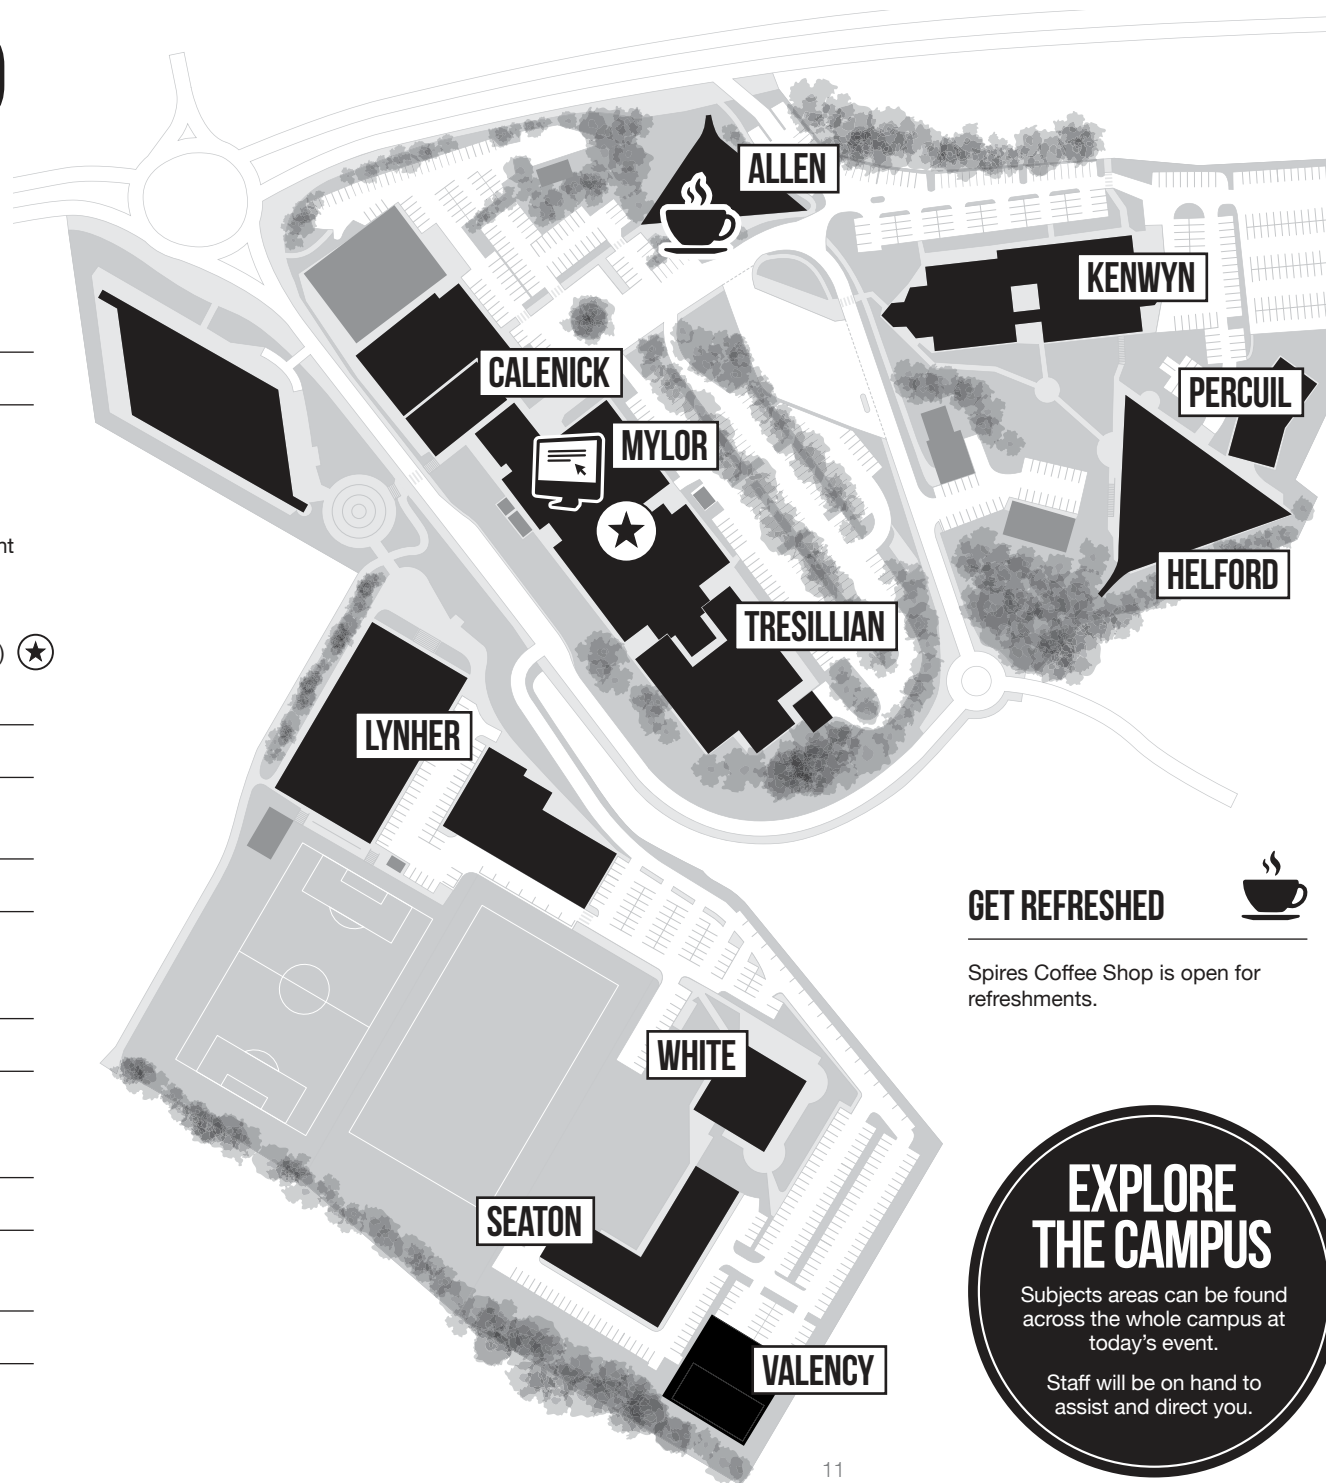 ALLEN
KENWYN
CALENICK
PERCUIL
MYLOR
nt
HELFORD
TRESILLIAN
LYNHER
GET REFRESHED
Spires Coffee Shop is open for
refreshments.
WHITE
EXPLORE
THE CAMPUS
Subjects areas can be found
across the whole campus at
today's event.
Staff will be on hand to
assist and direct you.
SEATON
VALENCY
11